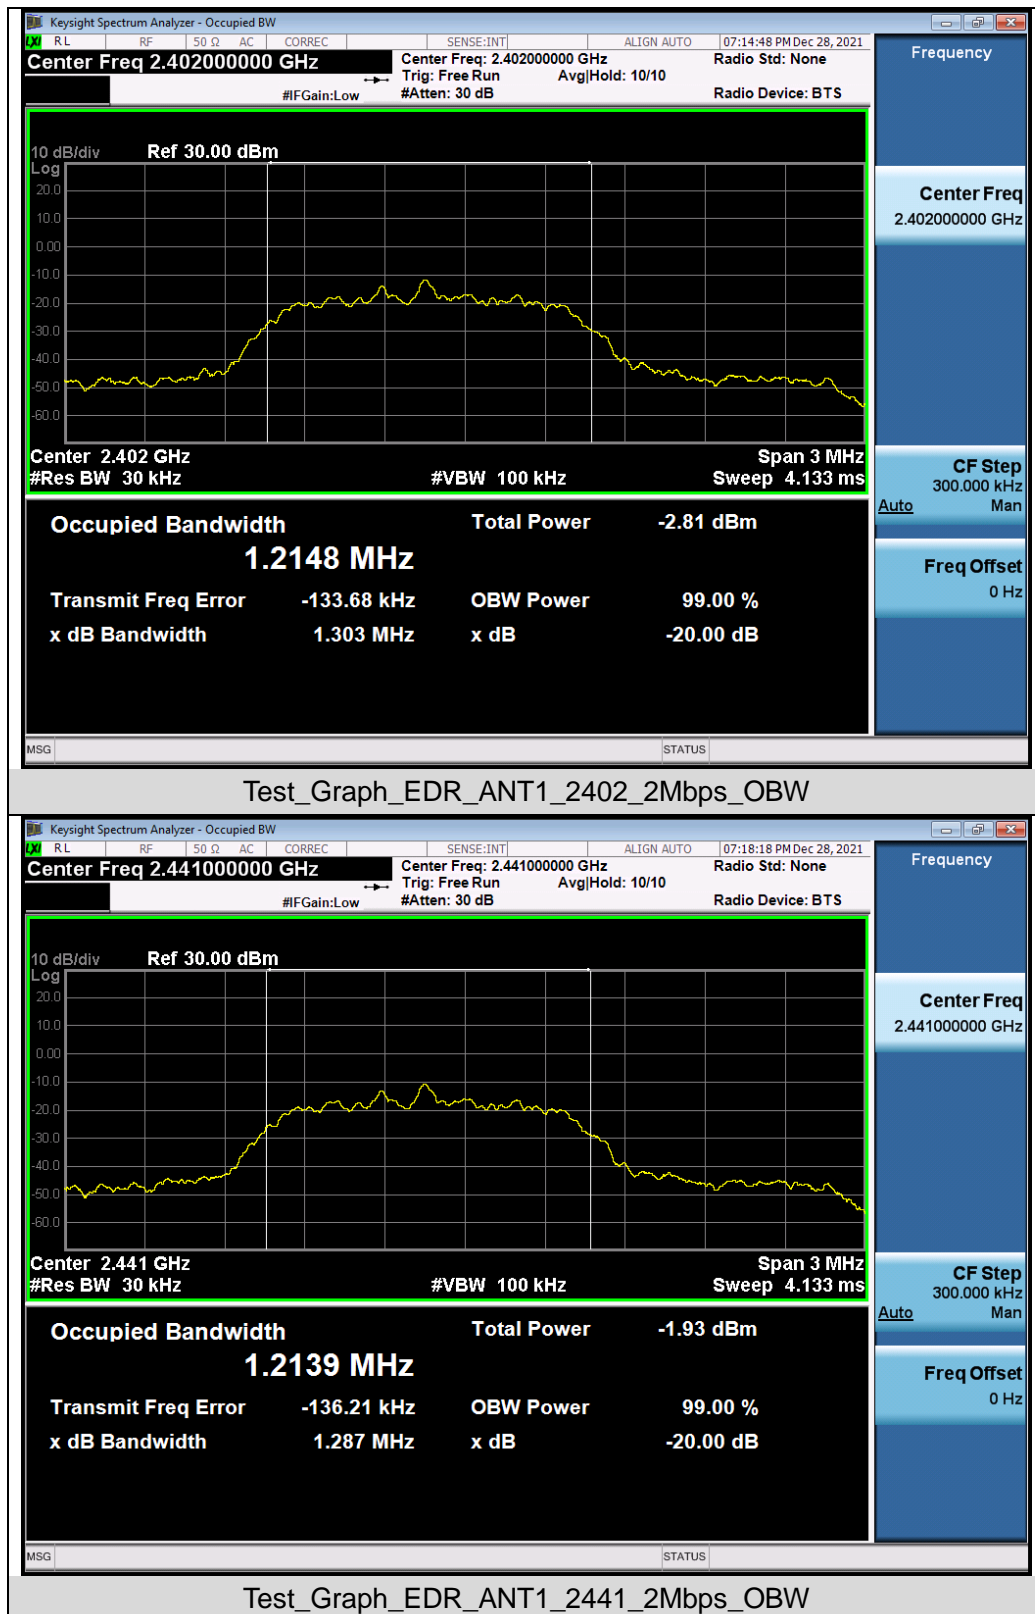 Keysight Spectrum Analyzer - Occupied BW
LXI RL RF 50 Ω AC CORREC SENSE:INT ALIGN AUTO 07:14:48 PM Dec 28, 2021
Center Freq 2.402000000 GHz
Center Freq: 2.402000000 GHz Radio Std: None
Trig: Free Run Avg|Hold: 10/10
#IFGain:Low #Atten: 30 dB Radio Device: BTS
Frequency
10 dB/div Ref 30.00 dBm
Log
20.0
10.0
0.00
-10.0
-20.0
-30.0
-40.0
-50.0
-60.0
Center 2.402 GHz Span 3 MHz
#Res BW 30 kHz #VBW 100 kHz Sweep 4.133 ms
Center Freq
2.402000000 GHz
CF Step
300.000 kHz
Auto Man
Freq Offset
0 Hz
Occupied Bandwidth Total Power -2.81 dBm
1.2148 MHz
Transmit Freq Error -133.68 kHz OBW Power 99.00 %
x dB Bandwidth 1.303 MHz x dB -20.00 dB
MSG STATUS
Test_Graph_EDR_ANT1_2402_2Mbps_OBW
Keysight Spectrum Analyzer - Occupied BW
LXI RL RF 50 Ω AC CORREC SENSE:INT ALIGN AUTO 07:18:18 PM Dec 28, 2021
Center Freq 2.441000000 GHz
Center Freq: 2.441000000 GHz Radio Std: None
Trig: Free Run Avg|Hold: 10/10
#IFGain:Low #Atten: 30 dB Radio Device: BTS
Frequency
10 dB/div Ref 30.00 dBm
Log
20.0
10.0
0.00
-10.0
-20.0
-30.0
-40.0
-50.0
-60.0
Center 2.441 GHz Span 3 MHz
#Res BW 30 kHz #VBW 100 kHz Sweep 4.133 ms
Center Freq
2.441000000 GHz
CF Step
300.000 kHz
Auto Man
Freq Offset
0 Hz
Occupied Bandwidth Total Power -1.93 dBm
1.2139 MHz
Transmit Freq Error -136.21 kHz OBW Power 99.00 %
x dB Bandwidth 1.287 MHz x dB -20.00 dB
MSG STATUS
Test_Graph_EDR_ANT1_2441_2Mbps_OBW